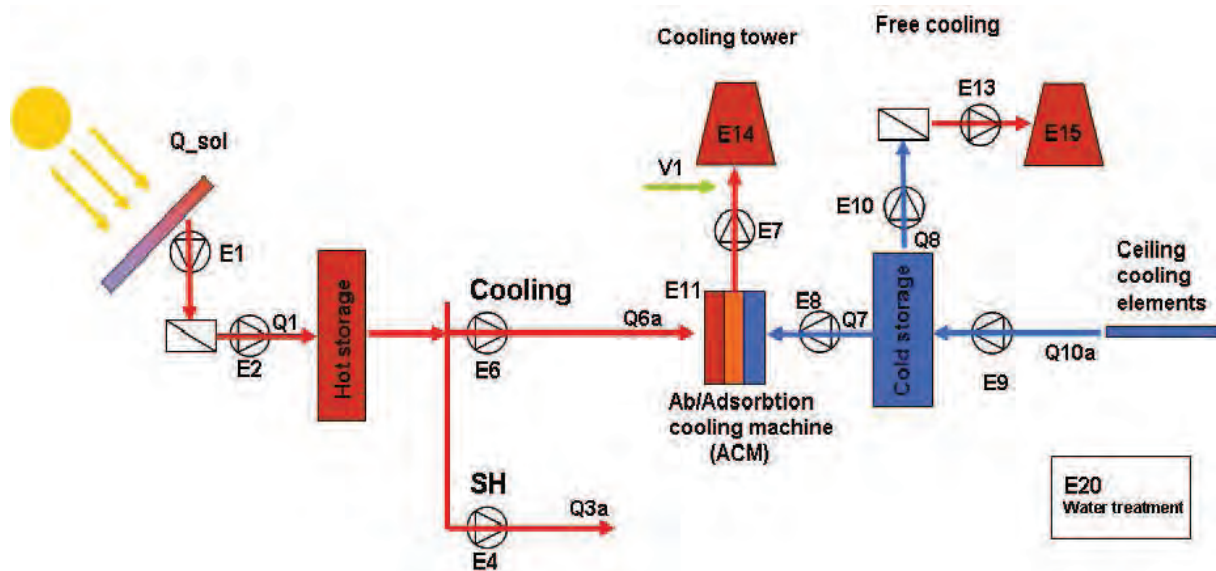 Free cooling
Cooling tower
E13
Q_sol
E14
E15
V1
E10
E7
Q8
E1
Ceiling
cooling
elements
Hot storage
Cooling
E11
Cold storage
Q1
Q6a
E8
Q7
E2
E6
E9
Q10a
Ab/Adsorbtion
cooling machine
(ACM)
SH
Q3a
E4
E20
Water treatment